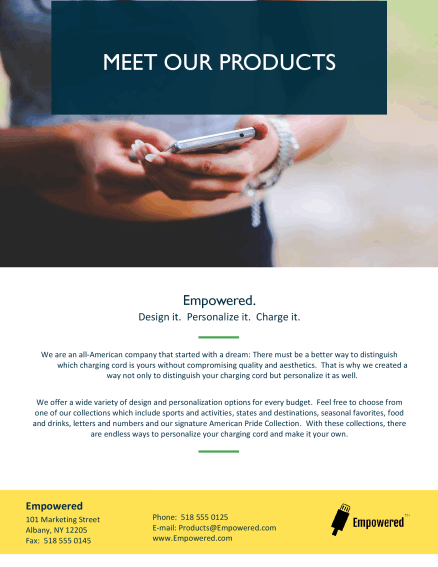 MEET OUR PRODUCTS
Empowered.
Design it.  Personalize it.  Charge it.
We are an all-American company that started with a dream: There must be a better way to distinguish
which charging cord is yours without compromising quality and aesthetics.  That is why we created a
way not only to distinguish your charging cord but personalize it as well.
We offer a wide variety of design and personalization options for every budget.  Feel free to choose from
one of our collections which include sports and activities, states and destinations, seasonal favorites, food
and drinks, letters and numbers and our signature American Pride Collection.  With these collections, there
are endless ways to personalize your charging cord and make it your own.
Empowered
101 Marketing Street
Albany, NY 12205
Fax:  518 555 0145
Phone:  518 555 0125
E-mail: Products@Empowered.com
www.Empowered.com
Empowered™